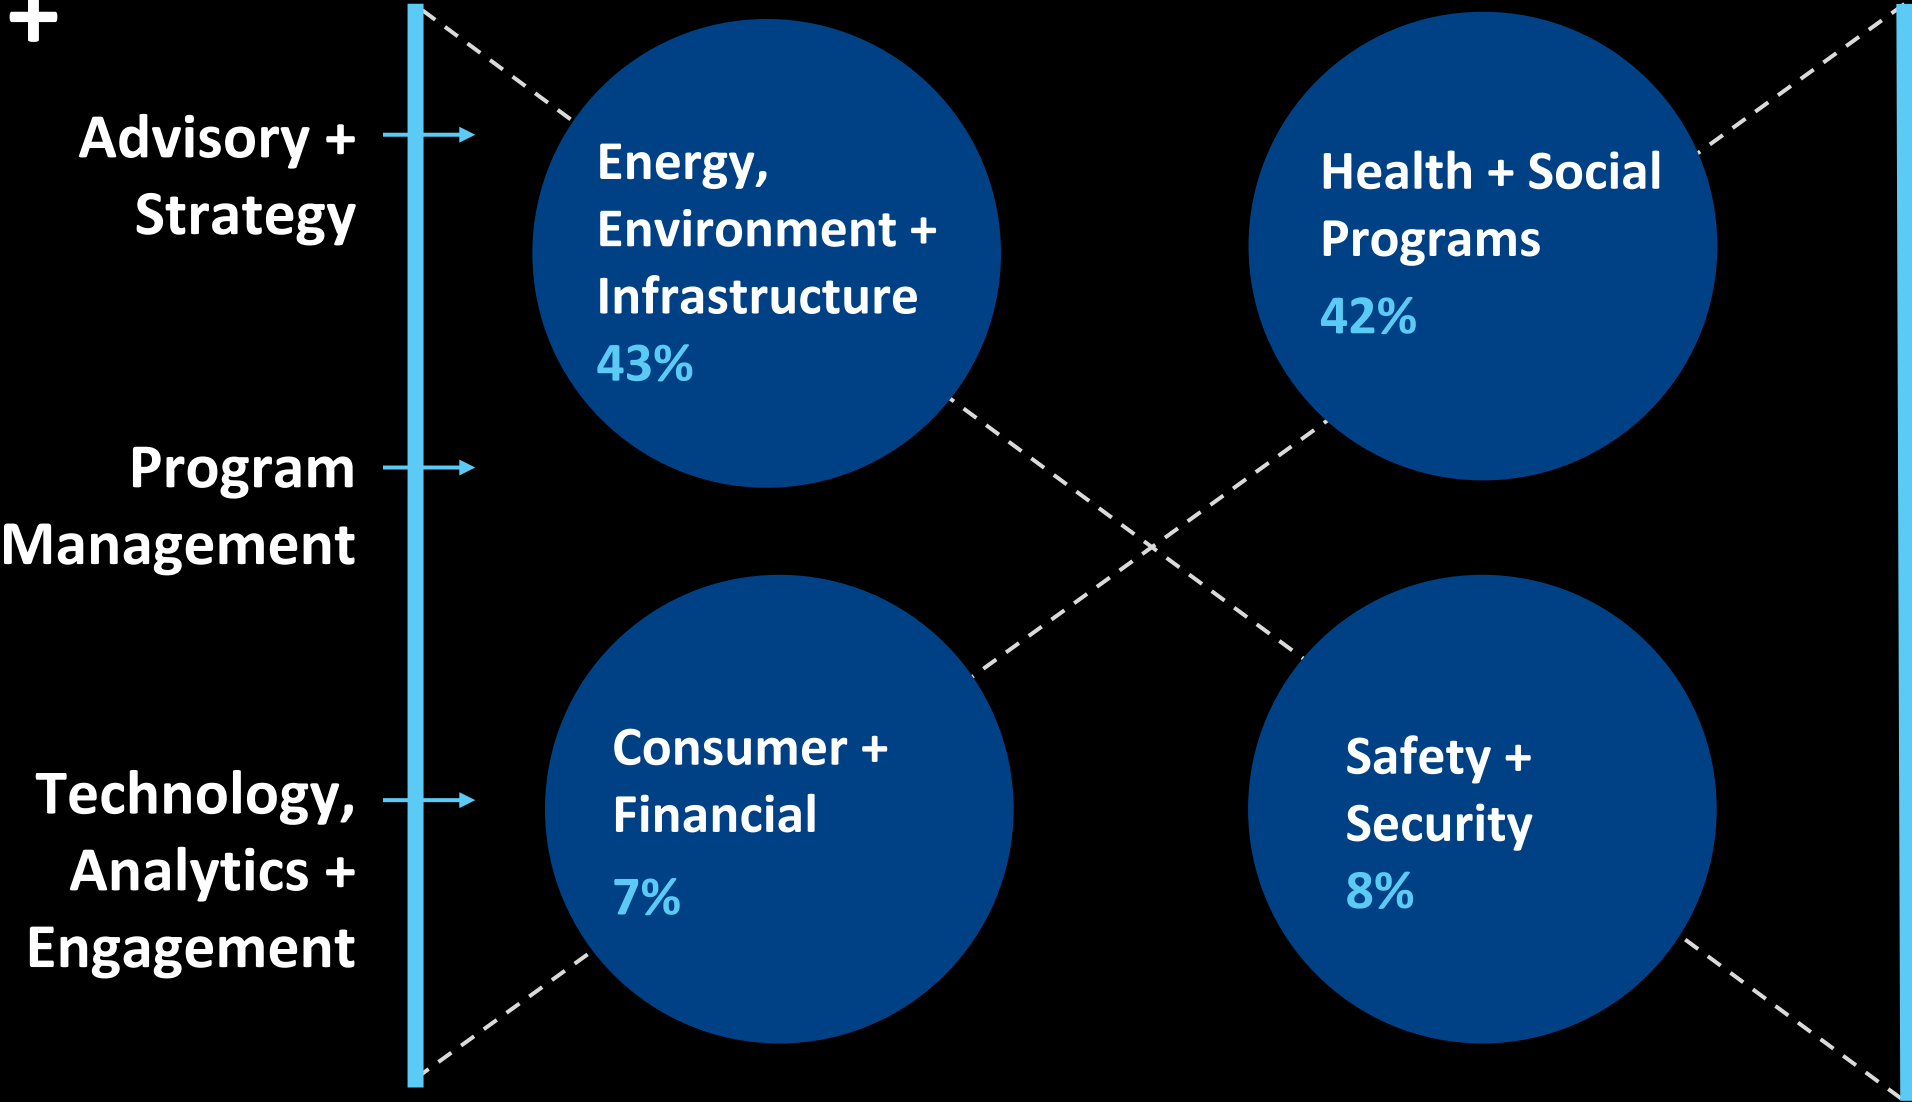 +
Advisory +
Strategy
Program
Management
Technology,
Analytics +
Engagement
Energy,
Environment +
Infrastructure
43%
Health + Social
Programs
42%
Consumer +
Financial
7%
Safety +
Security
8%